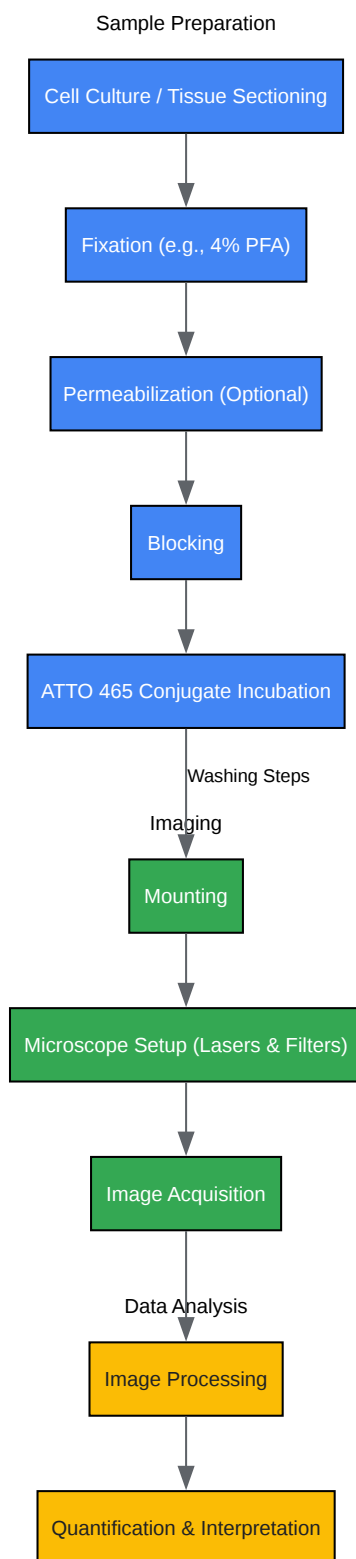 Sample Preparation
Cell Culture / Tissue Sectioning
Fixation (e.g., 4% PFA)
Permeabilization (Optional)
Blocking
ATTO 465 Conjugate Incubation
Washing Steps
Imaging
Mounting
Microscope Setup (Lasers & Filters)
Image Acquisition
Data Analysis
Image Processing
Quantification & Interpretation